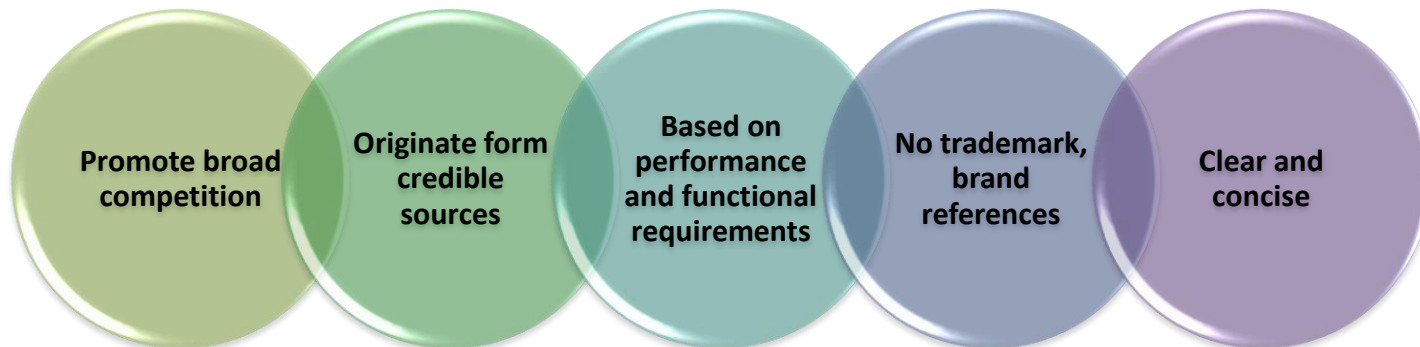 Promote broad
competition
Originate form
credible
sources
Based on
performance
and functional
requirements
No trademark,
brand
references
Clear and
concise